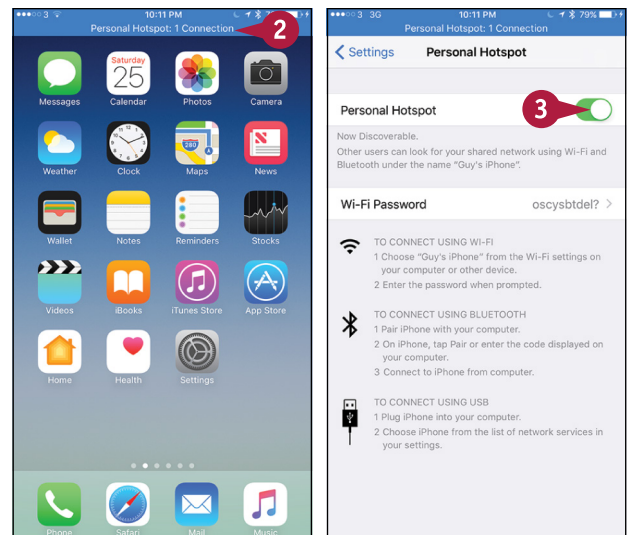 3
10:11 PM
Personal Hotspot: 1 Connection
2
Saturday
25
Messages
Calendar
Photos
Camera
12
280
Weather
Clock
Maps
News
Wallet
Notes
Reminders
Stocks
Videos
iBooks
iTunes Store
App Store
Home
Health
Settings
Phone
Safari
Mail
Music
3 3G
10:11 PM
79%
Personal Hotspot: 1 Connection
Settings
Personal Hotspot
Personal Hotspot
3
Now Discoverable.
Other users can look for your shared network using Wi-Fi and
Bluetooth under the name "Guy's iPhone".
Wi-Fi Password
oscysbtdel?
TO CONNECT USING WI-FI
1 Choose "Guy's iPhone" from the Wi-Fi settings on
your computer or other device.
2 Enter the password when prompted.
TO CONNECT USING BLUETOOTH
1 Pair iPhone with your computer.
2 On iPhone, tap Pair or enter the code displayed on
your computer.
3 Connect to iPhone from computer.
TO CONNECT USING USB
1 Plug iPhone into your computer.
2 Choose iPhone from the list of network services in
your settings.